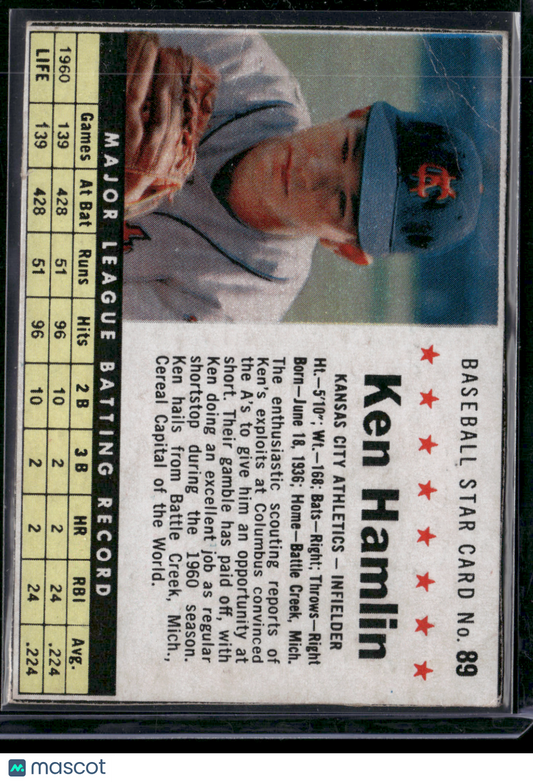 BASEBALL STAR CARD No. 89
Ken Hamlin
KANSAS CITY ATHLETICS — INFIELDER
Ht.—5'10"; Wt.—168; Bats—Right; Throws—Right
Born—June 18, 1936; Home—Battle Creek, Mich.
The enthusiastic scouting reports of
Ken's exploits at Columbus convinced
the A's to give him an opportunity at
short. Their gamble has paid off, with
Ken doing an excellent job as regular
shortstop during the 1960 season.
Ken hails from Battle Creek, Mich.,
Cereal Capital of the World.
MAJOR LEAGUE BATTING RECORD
Games At Bat Runs Hits 2 B 3 B HR RBI Avg.
1960 139 428 51 96 10 2 2 24 .224
LIFE 139 428 51 96 10 2 2 24 .224
mascot